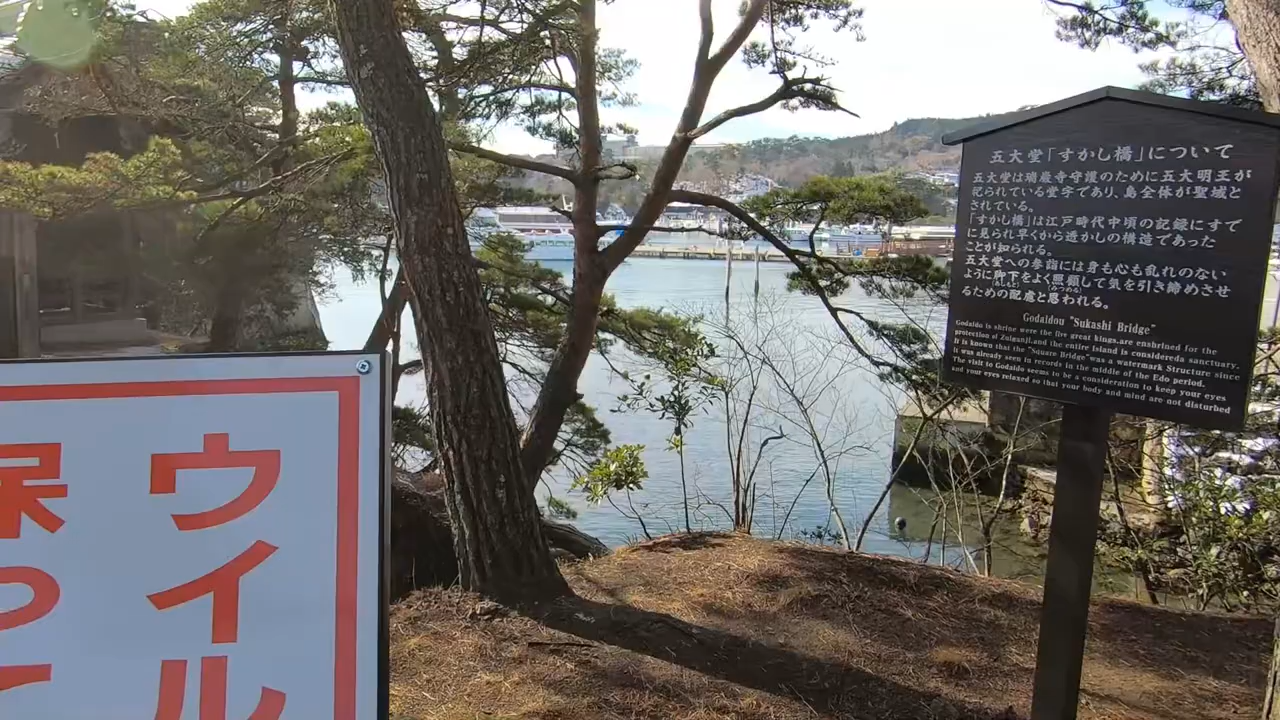 五大堂「すかし橋」について
五大堂は瑞巌寺守護のために五大明王が
祀られている堂宇であり、島全体が聖域と
されている。
「すかし橋」は江戸時代中頃の記録にすで
に見られ早くから透かしの構造であった
ことが知られる。
五大堂への参詣には身も心も乱れのない
ように脚下をよく照顧して気を引き締めさせ
るための配慮と思われる。
Godaidou "Sukashi Bridge"
Godaido is shrine were the five great kings,are enshrined for the
protection of Zuiganji,and the entire Island is considereda sanctuary.
It is known that the "Square Bridge"was a watermark Structure since
it was already seen in records in the middle of the Edo period.
The visit to Godaido seems to be a consideration to keep your eyes
and your eyes relaxed so that your body and mind are not disturbed
ウイル
保って